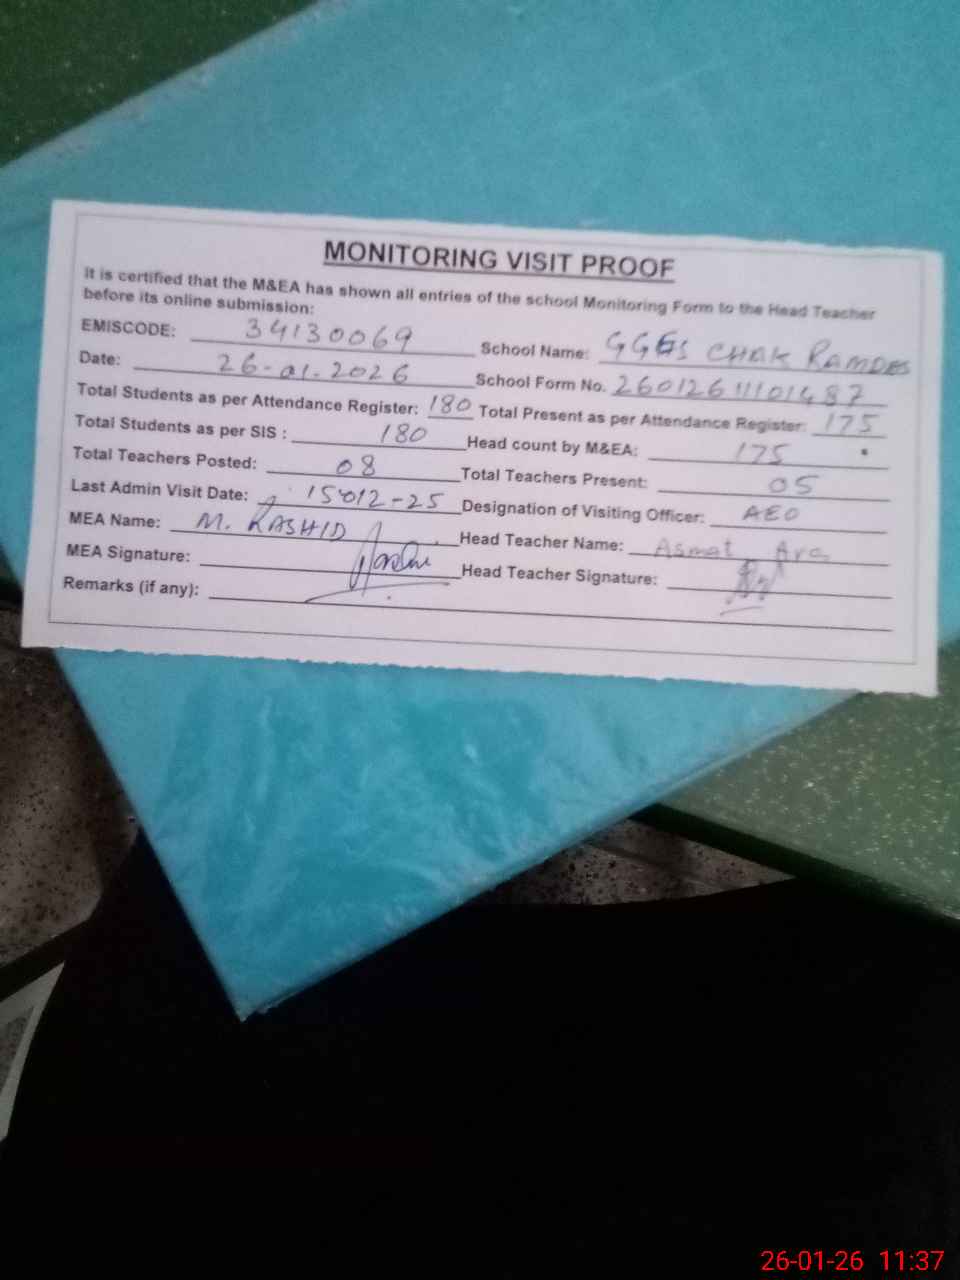 MONITORING VISIT PROOF
It is certified that the M&EA has shown all entries of the school Monitoring Form to the Head Teacher
before its online submission:
EMISCODE: 34130069 School Name: GGES CHAK RAMDES
Date: 26-01-2026 School Form No. 26012611101487
Total Students as per Attendance Register: 180 Total Present as per Attendance Register: 175
Total Students as per SIS : 180 Head count by M&EA: 175
Total Teachers Posted: 08 Total Teachers Present: 05
Last Admin Visit Date: 15-12-25 Designation of Visiting Officer: AEO
MEA Name: M. RASHID Head Teacher Name: Asmat Ara
MEA Signature: Head Teacher Signature:
Remarks (if any):
26-01-26 11:37